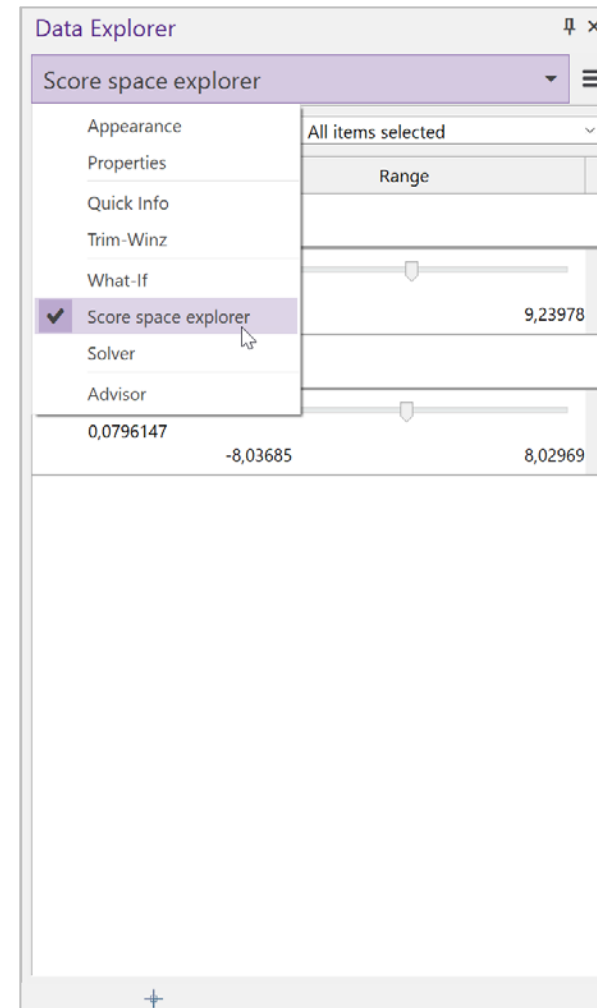 Data Explorer
Score space explorer
Appearance
All items selected
Properties
Range
Quick Info
Trim-Winz
What-If
Score space explorer
9,23978
Solver
Advisor
0,0796147
-8,03685
8,02969